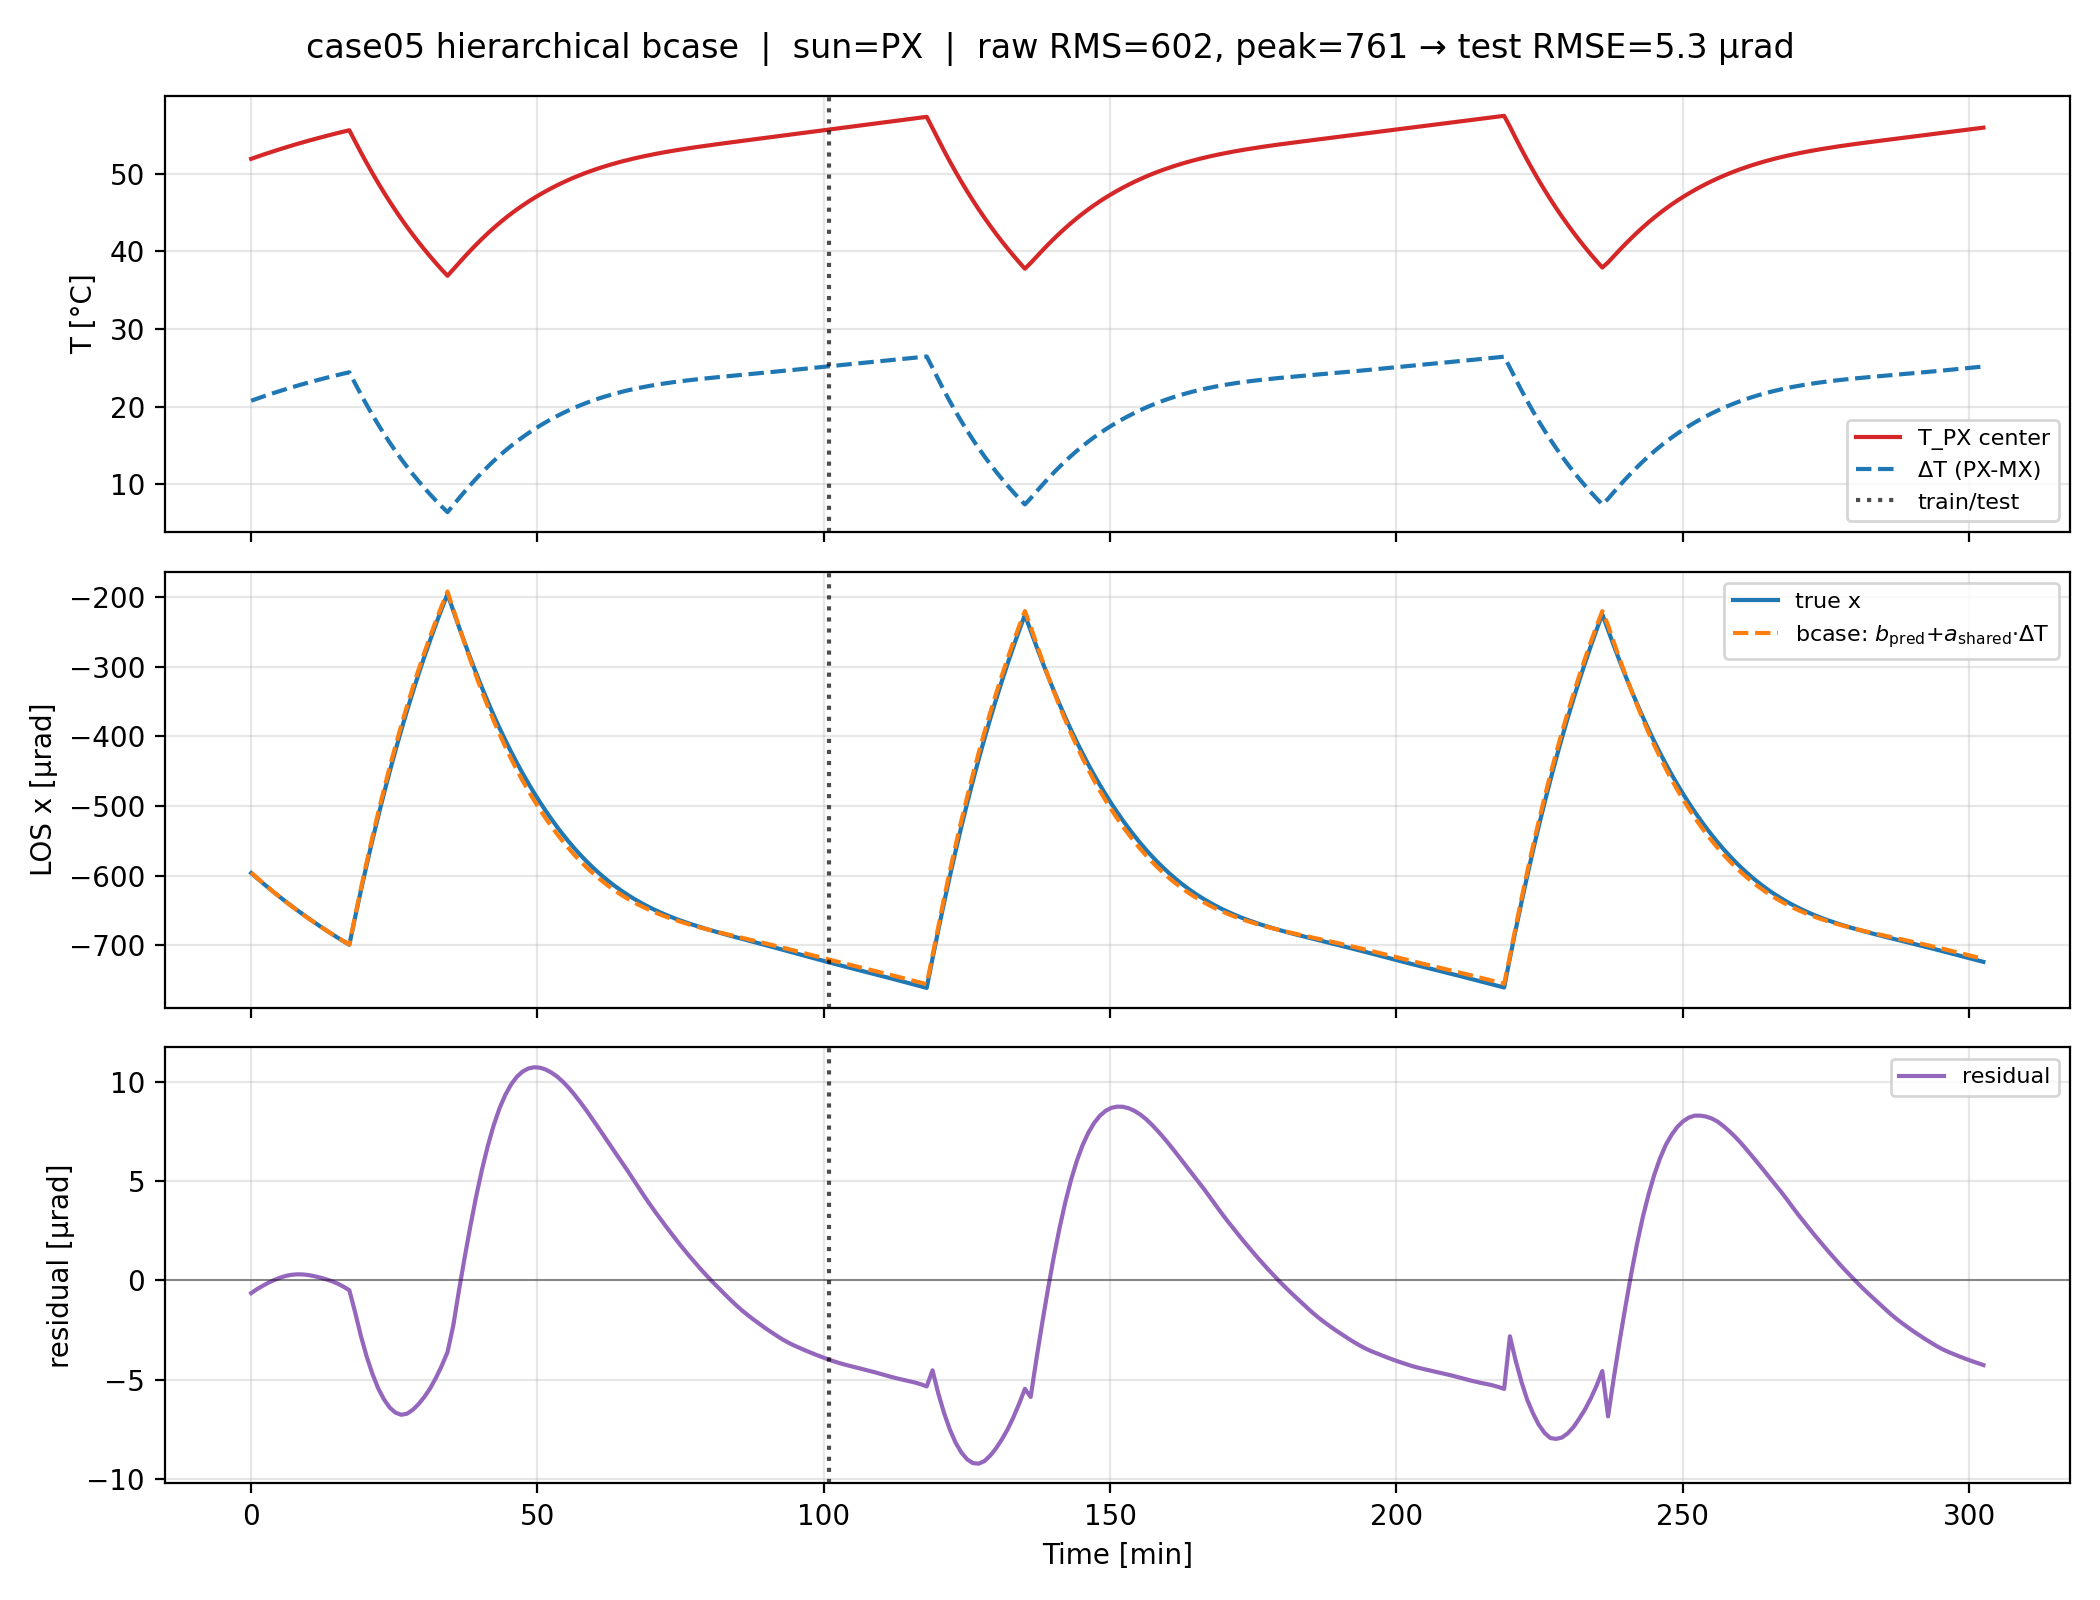 case05 hierarchical bcase | sun=PX | raw RMS=602, peak=761 → test RMSE=5.3 μrad
T [°C]
50
40
30
20
10
T_PX center
ΔT (PX-MX)
train/test
LOS x [μrad]
−200
−300
−400
−500
−600
−700
true x
bcase: b_pred+a_shared·ΔT
residual [μrad]
10
5
0
−5
−10
residual
0 50 100 150 200 250 300
Time [min]